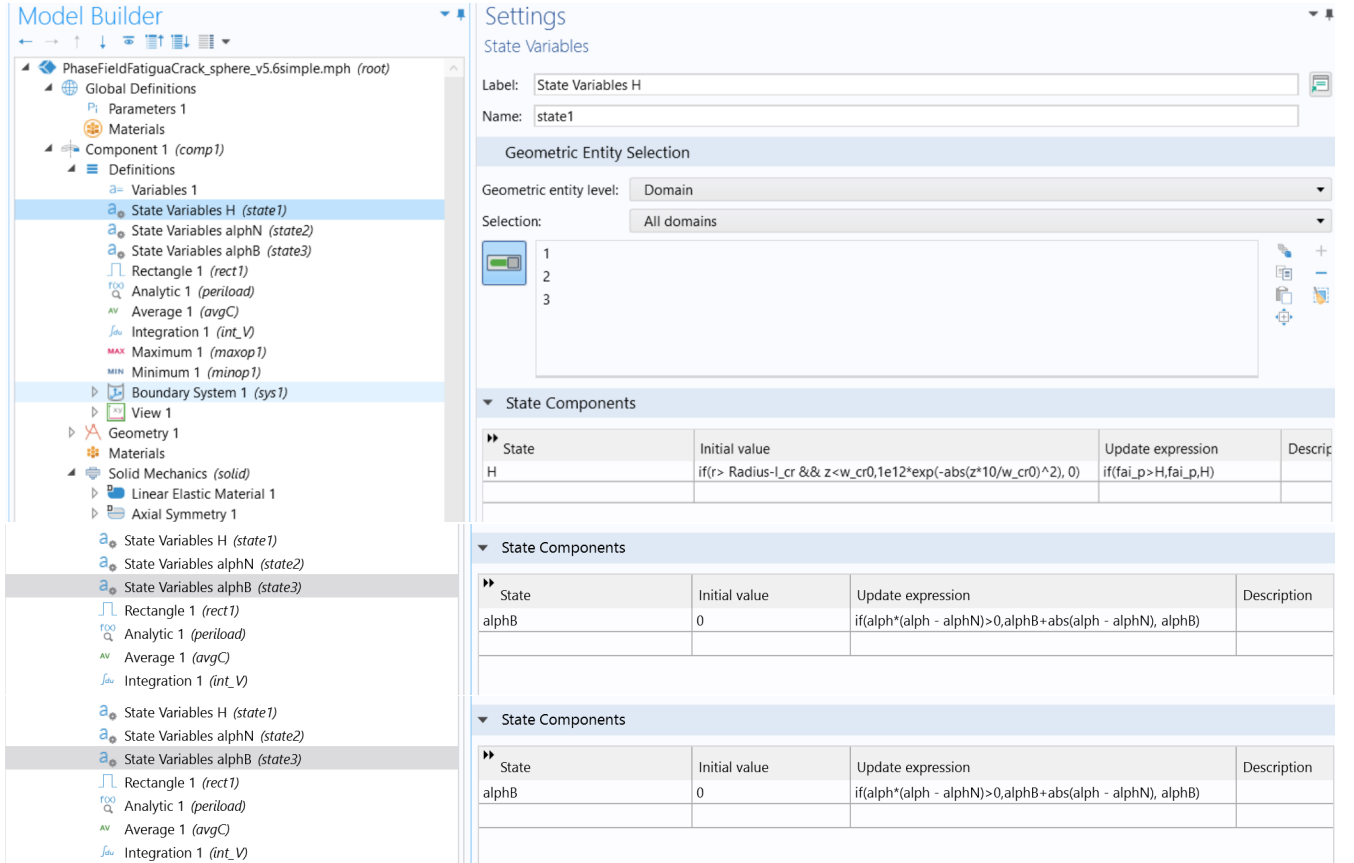 Model Builder
PhaseFieldFatiguaCrack_sphere_v5.6simple.mph (root)
Global Definitions
Pi Parameters 1
Materials
Component 1 (comp1)
Definitions
a= Variables 1
State Variables H (state1)
State Variables alphN (state2)
State Variables alphB (state3)
Rectangle 1 (rect1)
f(x) Analytic 1 (periload)
AV Average 1 (avgC)
∫du Integration 1 (int_V)
MAX Maximum 1 (maxop1)
MIN Minimum 1 (minop1)
Boundary System 1 (sys1)
xy View 1
Geometry 1
Materials
Solid Mechanics (solid)
Linear Elastic Material 1
Axial Symmetry 1
Settings
State Variables
Label: State Variables H
Name: state1
Geometric Entity Selection
Geometric entity level: Domain
Selection: All domains
1
2
3
State Components
State Initial value Update expression Descrip
H if(r> Radius-l_cr && z<w_cr0,1e12*exp(-abs(z*10/w_cr0)^2), 0) if(fai_p>H,fai_p,H)
a State Variables H (state1)
a State Variables alphN (state2)
a State Variables alphB (state3)
Rectangle 1 (rect1)
f(x) Analytic 1 (periload)
AV Average 1 (avgC)
∫du Integration 1 (int_V)
State Components
State Initial value Update expression Description
alphB 0 if(alph*(alph - alphN)>0,alphB+abs(alph - alphN), alphB)
a State Variables H (state1)
a State Variables alphN (state2)
a State Variables alphB (state3)
Rectangle 1 (rect1)
f(x) Analytic 1 (periload)
AV Average 1 (avgC)
∫du Integration 1 (int_V)
State Components
State Initial value Update expression Description
alphB 0 if(alph*(alph - alphN)>0,alphB+abs(alph - alphN), alphB)